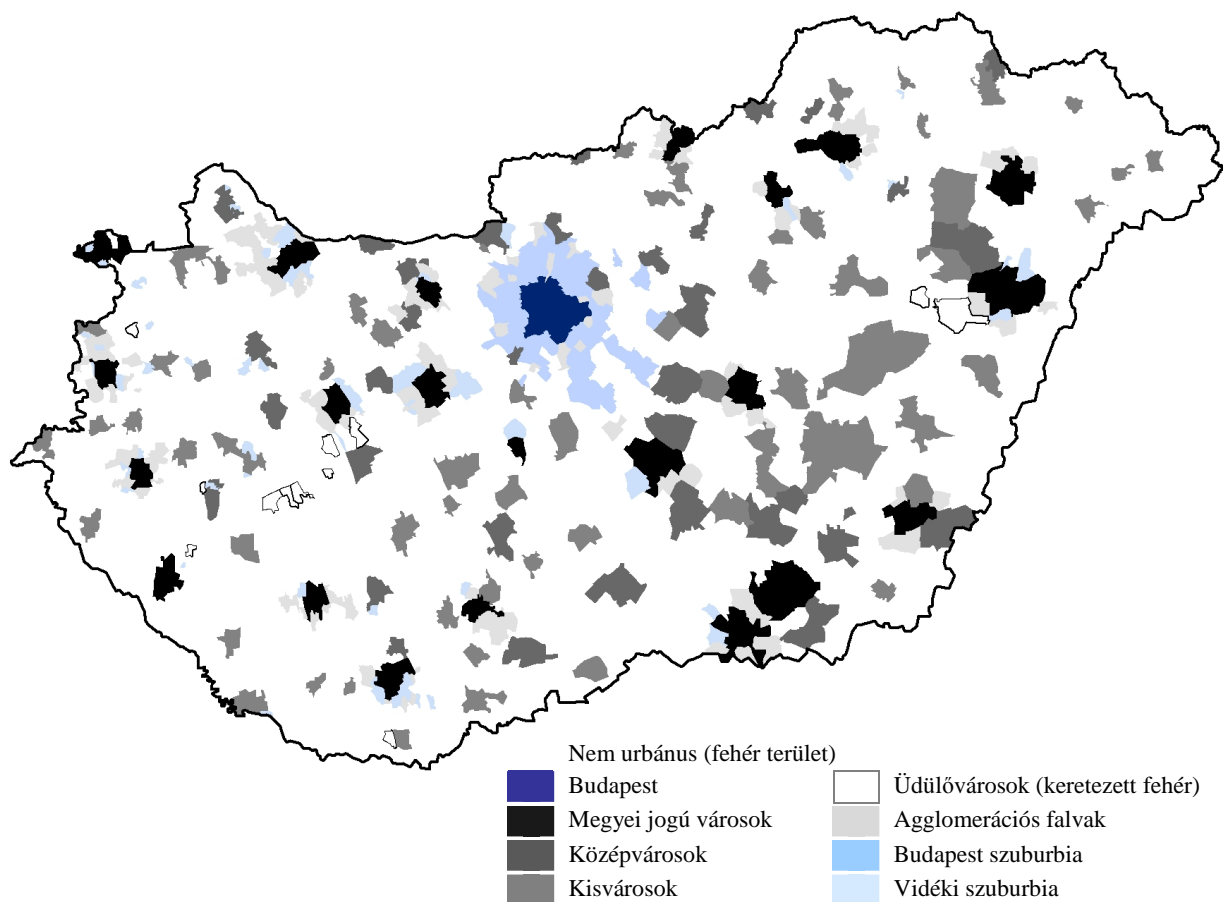 Nem urbánus (fehér terület)
Budapest
Megyei jogú városok
Középvárosok
Kisvárosok
Üdülővárosok (keretezett fehér)
Agglomerációs falvak
Budapest szuburbia
Vidéki szuburbia